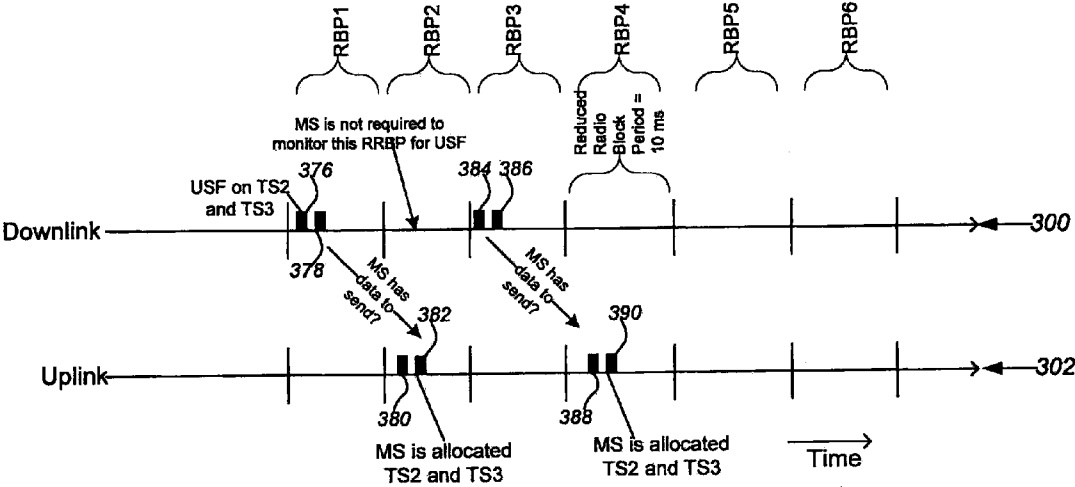 RBP1
RBP2
RBP3
RBP4
RBP5
RBP6
Reduced
Radio
Block
Period =
10 ms
MS is not required to
monitor this RRBP for USF
376
384
386
USF on TS2
and TS3
Downlink
300
378
MS has
data to
send?
MS has
data to
send?
382
390
Uplink
302
380
388
MS is allocated
TS2 and TS3
MS is allocated
TS2 and TS3
Time